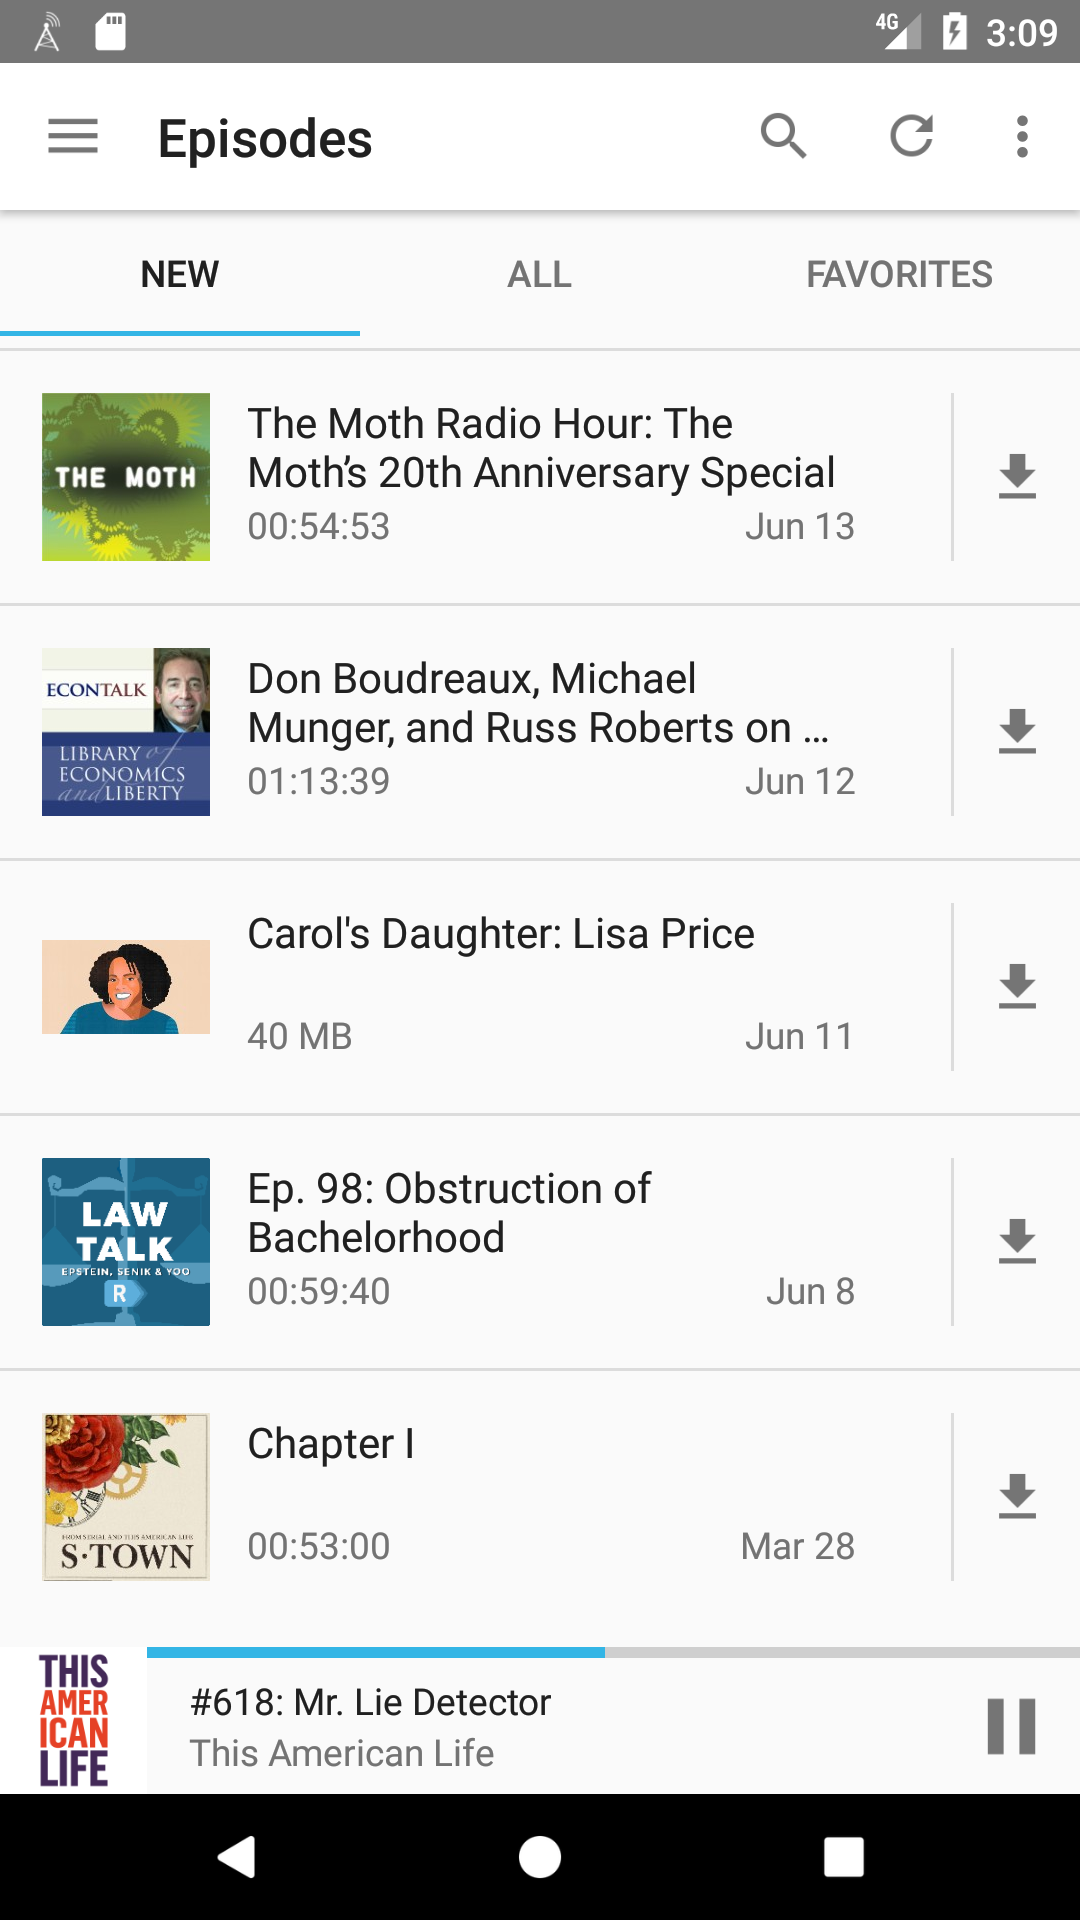 4G 3:09
Episodes
NEW ALL FAVORITES
THE MOTH
The Moth Radio Hour: The
Moth’s 20th Anniversary Special
00:54:53 Jun 13
ECONTALK
LIBRARY of
ECONOMICS
and LIBERTY
Don Boudreaux, Michael
Munger, and Russ Roberts on ...
01:13:39 Jun 12
Carol's Daughter: Lisa Price
40 MB Jun 11
LAW
TALK
EPSTEIN, SENIK & YOO
R
Ep. 98: Obstruction of
Bachelorhood
00:59:40 Jun 8
FROM SERIAL AND THIS AMERICAN LIFE
S·TOWN
Chapter I
00:53:00 Mar 28
THIS
AMER
ICAN
LIFE
#618: Mr. Lie Detector
This American Life